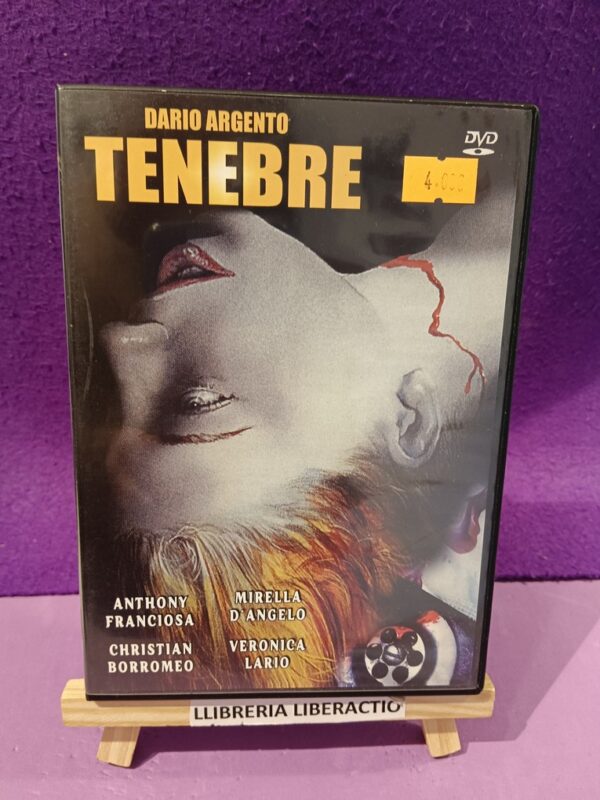 DARIO ARGENTO
TENEBRE
DVD
4.000
ANTHONY
FRANCIOSA
MIRELLA
D'ANGELO
CHRISTIAN
BORROMEO
VERONICA
LARIO
LLIBRERIA LIBERACTIO